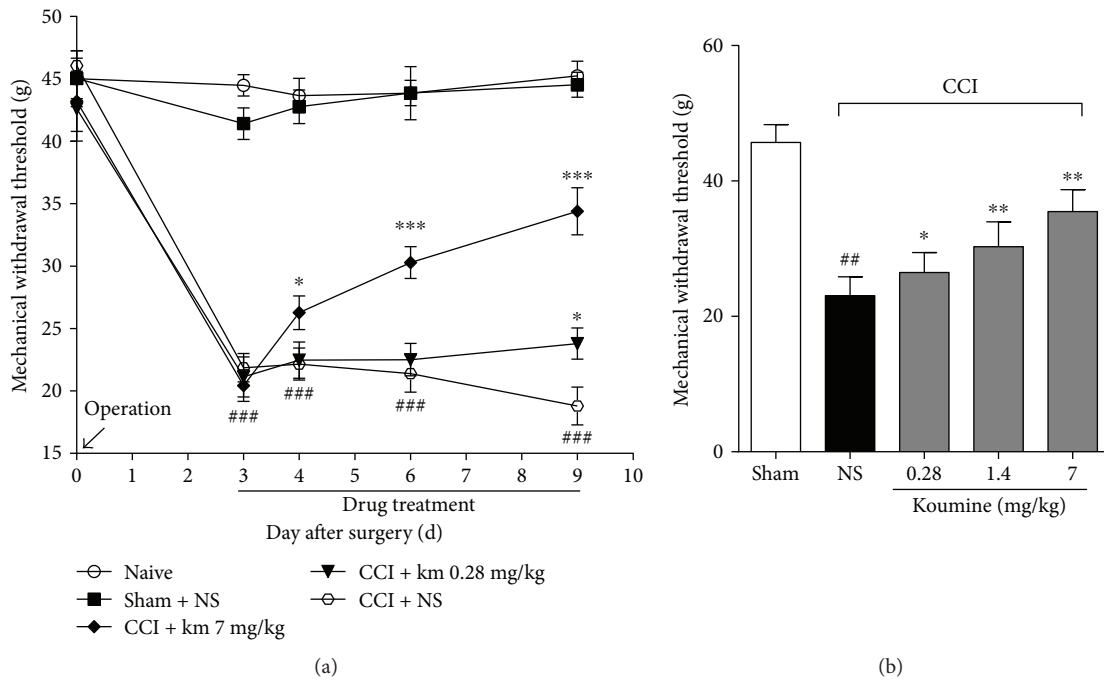 50
45
40
35
30
25
20
15
Mechanical withdrawal threshold (g)
***
***
*
*
###
###
###
###
Operation
0 1 2 3 4 5 6 7 8 9 10
Drug treatment
Day after surgery (d)
Naive
Sham + NS
CCI + km 7 mg/kg
CCI + km 0.28 mg/kg
CCI + NS
(a)
60
40
20
0
Mechanical withdrawal threshold (g)
CCI
##
*
**
**
Sham NS 0.28 1.4 7
Koumine (mg/kg)
(b)